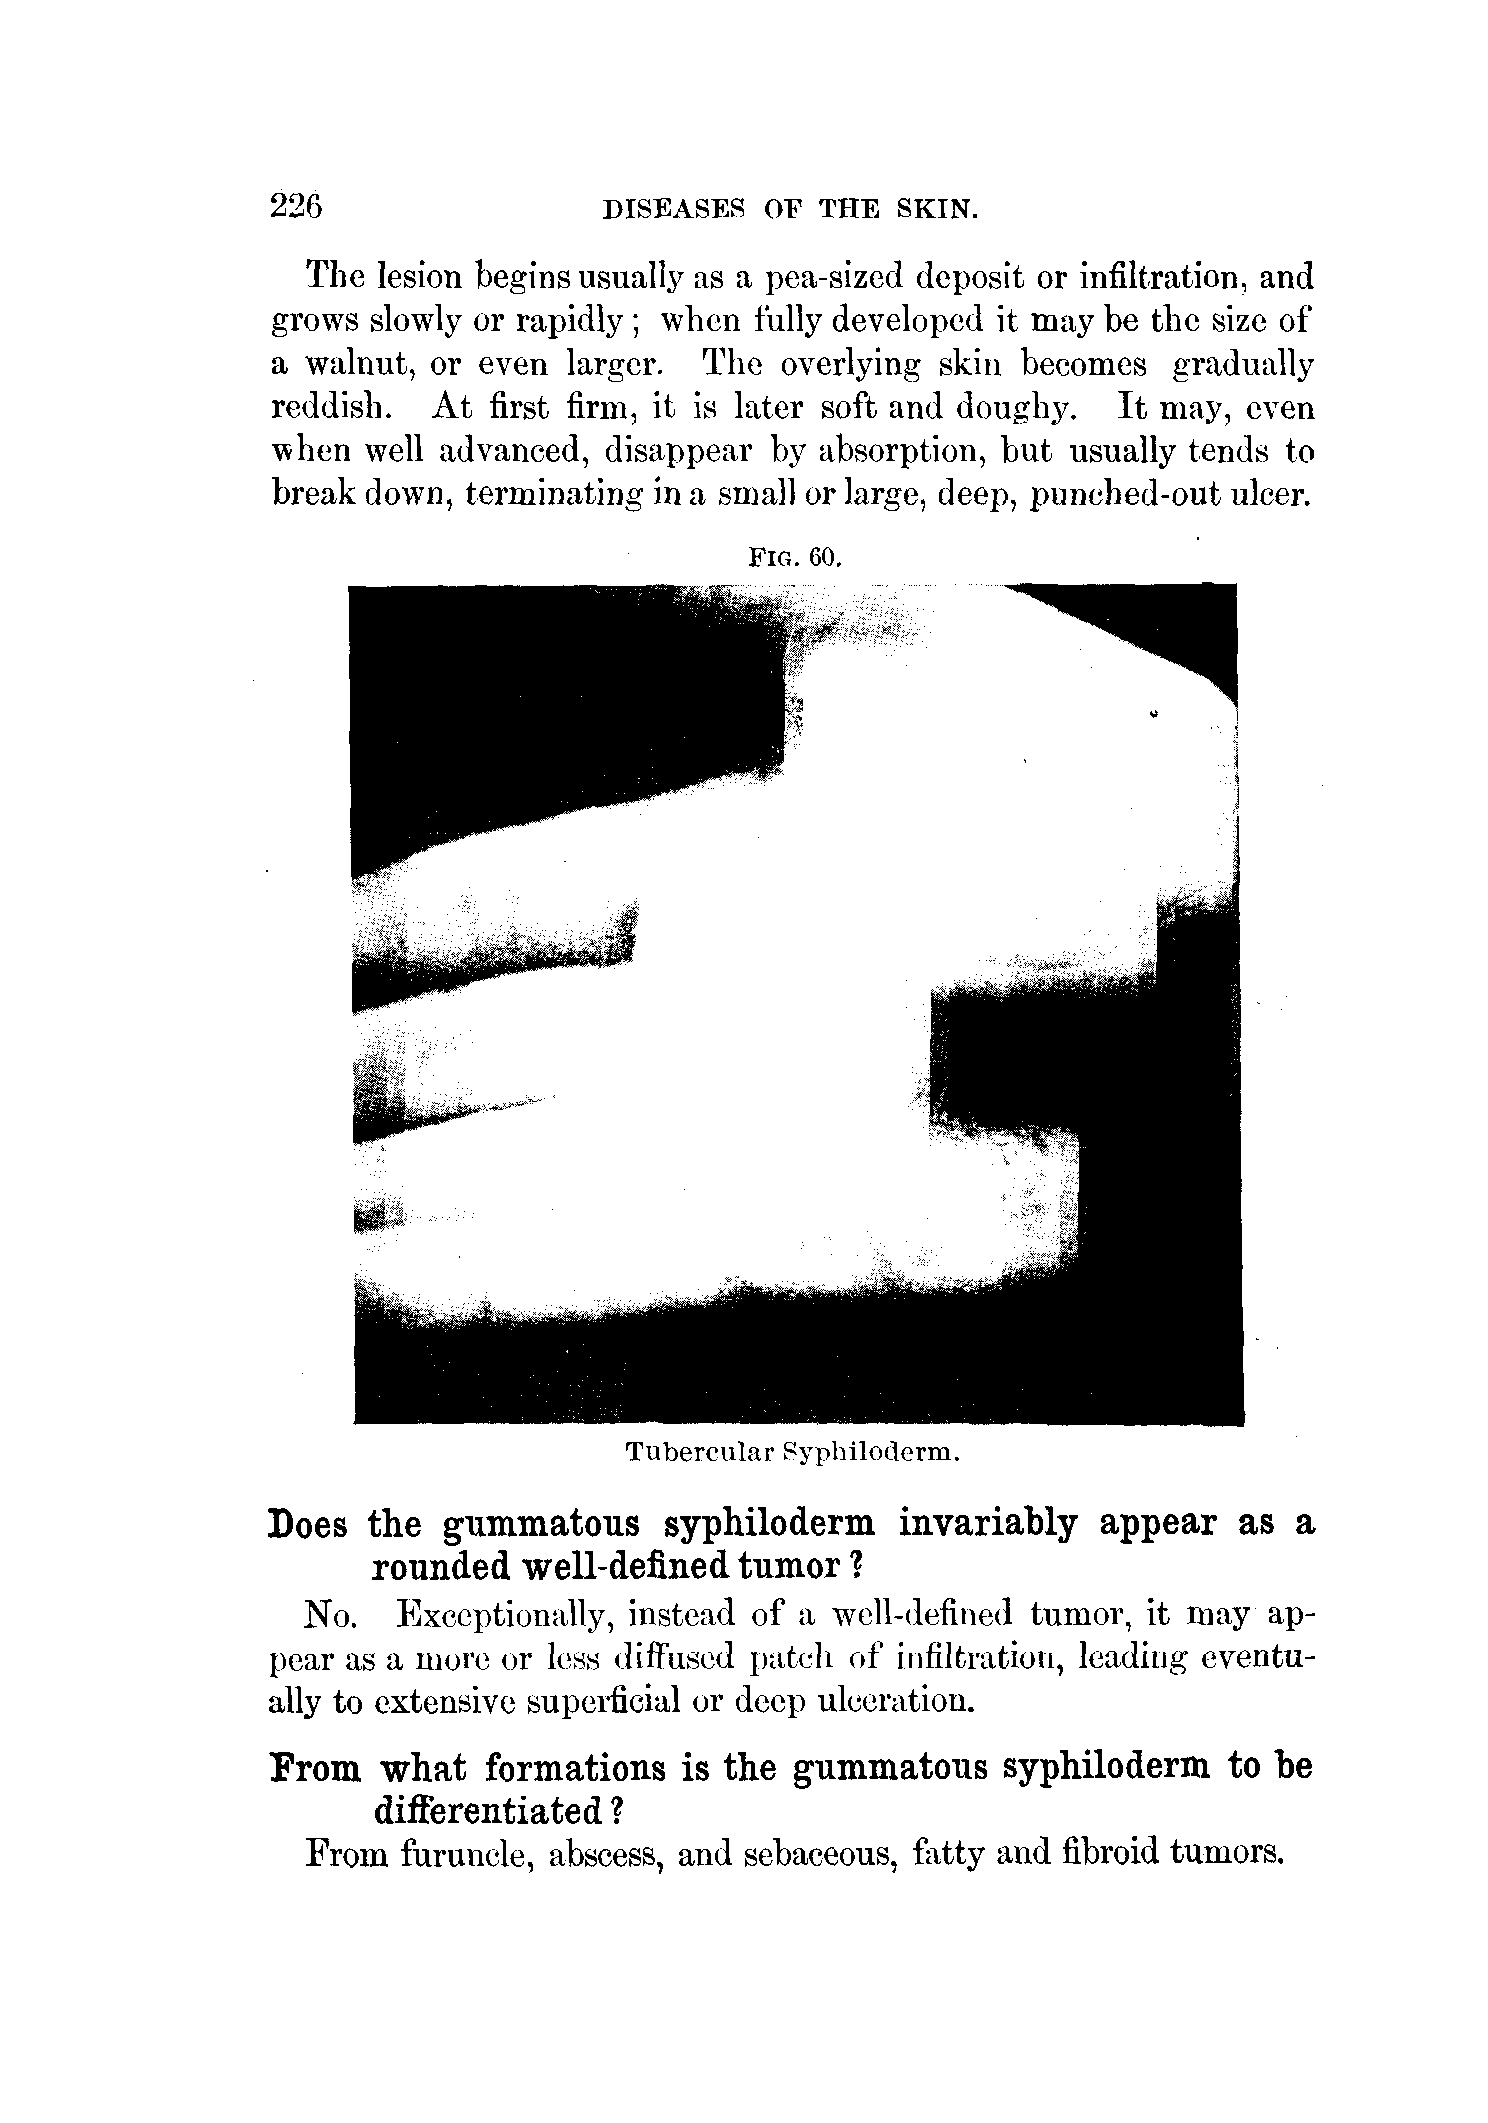 226 DISEASES OF THE SKIN.
The lesion begins usually as a pea-sized deposit or infiltration, and
grows slowly or rapidly ; when fully developed it may be the size of
a walnut, or even larger. The overlying skin becomes gradually
reddish. At first firm, it is later soft and doughy. It may, even
when well advanced, disappear by absorption, but usually tends to
break down, terminating in a small or large, deep, punched-out ulcer.
FIG. 60.
Tubercular Syphiloderm.
Does the gummatous syphiloderm invariably appear as a
rounded well-defined tumor ?
No. Exceptionally, instead of a well-defined tumor, it may ap-
pear as a more or less diffused patch of infiltration, leading eventu-
ally to extensive superficial or deep ulceration.
From what formations is the gummatous syphiloderm to be
differentiated ?
From furuncle, abscess, and sebaceous, fatty and fibroid tumors.